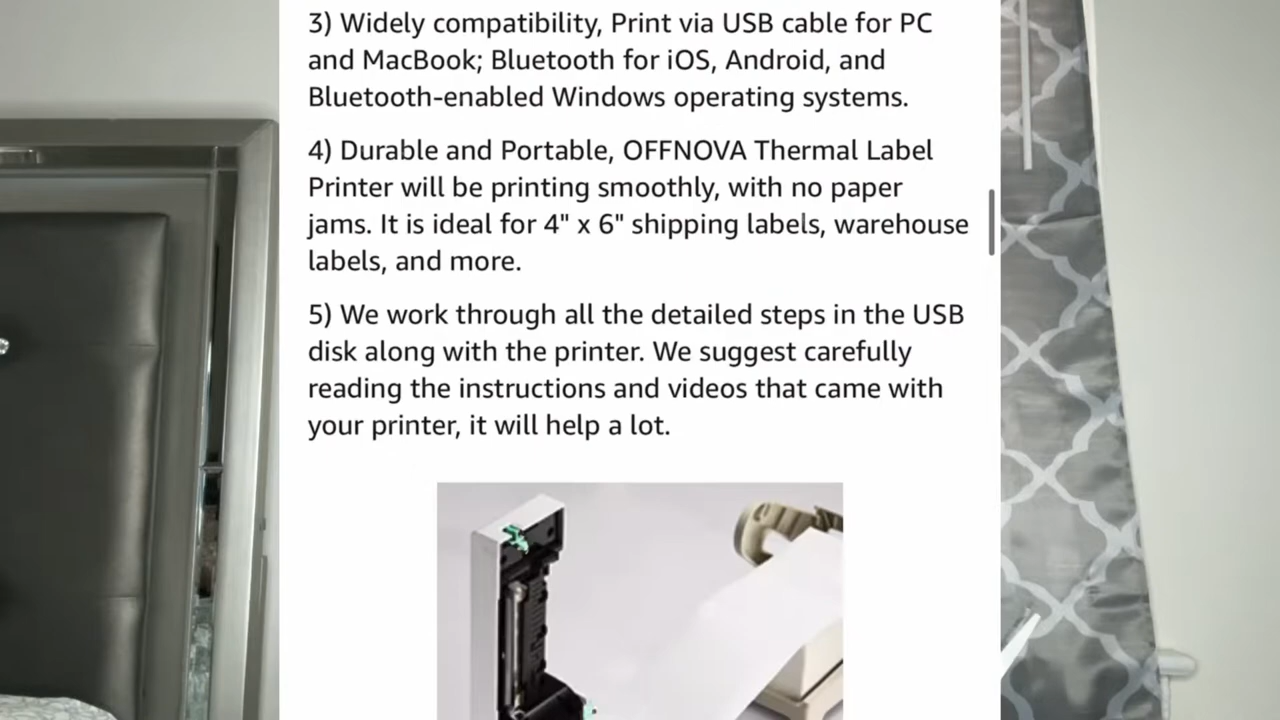 3) Widely compatibility, Print via USB cable for PC
and MacBook; Bluetooth for iOS, Android, and
Bluetooth-enabled Windows operating systems.
4) Durable and Portable, OFFNOVA Thermal Label
Printer will be printing smoothly, with no paper
jams. It is ideal for 4" x 6" shipping labels, warehouse
labels, and more.
5) We work through all the detailed steps in the USB
disk along with the printer. We suggest carefully
reading the instructions and videos that came with
your printer, it will help a lot.